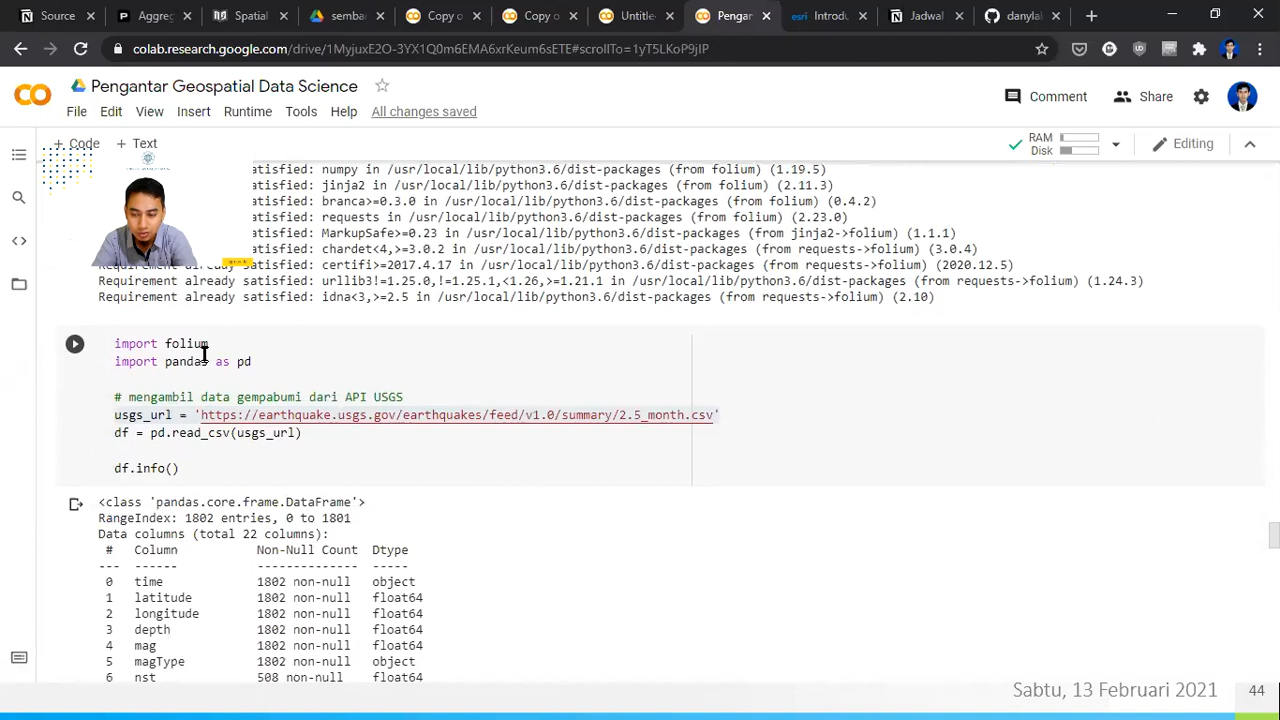 Source
Aggre
Spatial
semba
Copy o
Copy o
Untitle
Pengan
esri Introdu
Jadwal
danylal
colab.research.google.com/drive/1MyjuxE2O-3YX1Q0m6EMA6xrKeum6sETE#scrollTo=1yT5LKoP9jIP
Pengantar Geospatial Data Science
File Edit View Insert Runtime Tools Help All changes saved
Comment Share
+ Code + Text
RAM
Disk
Editing
atisfied: numpy in /usr/local/lib/python3.6/dist-packages (from folium) (1.19.5)
atisfied: jinja2 in /usr/local/lib/python3.6/dist-packages (from folium) (2.11.3)
atisfied: branca>=0.3.0 in /usr/local/lib/python3.6/dist-packages (from folium) (0.4.2)
atisfied: requests in /usr/local/lib/python3.6/dist-packages (from folium) (2.23.0)
atisfied: MarkupSafe>=0.23 in /usr/local/lib/python3.6/dist-packages (from jinja2->folium) (1.1.1)
atisfied: chardet<4,>=3.0.2 in /usr/local/lib/python3.6/dist-packages (from requests->folium) (3.0.4)
Requirement already satisfied: certifi>=2017.4.17 in /usr/local/lib/python3.6/dist-packages (from requests->folium) (2020.12.5)
Requirement already satisfied: urllib3!=1.25.0,!=1.25.1,<1.26,>=1.21.1 in /usr/local/lib/python3.6/dist-packages (from requests->folium) (1.24.3)
Requirement already satisfied: idna<3,>=2.5 in /usr/local/lib/python3.6/dist-packages (from requests->folium) (2.10)
import folium
import pandas as pd
# mengambil data gempabumi dari API USGS
usgs_url = 'https://earthquake.usgs.gov/earthquakes/feed/v1.0/summary/2.5_month.csv'
df = pd.read_csv(usgs_url)
df.info()
<class 'pandas.core.frame.DataFrame'>
RangeIndex: 1802 entries, 0 to 1801
Data columns (total 22 columns):
# Column Non-Null Count Dtype
--- ------ -------------- -----
0 time 1802 non-null object
1 latitude 1802 non-null float64
2 longitude 1802 non-null float64
3 depth 1802 non-null float64
4 mag 1802 non-null float64
5 magType 1802 non-null object
6 nst 508 non-null float64
Sabtu, 13 Februari 2021 44